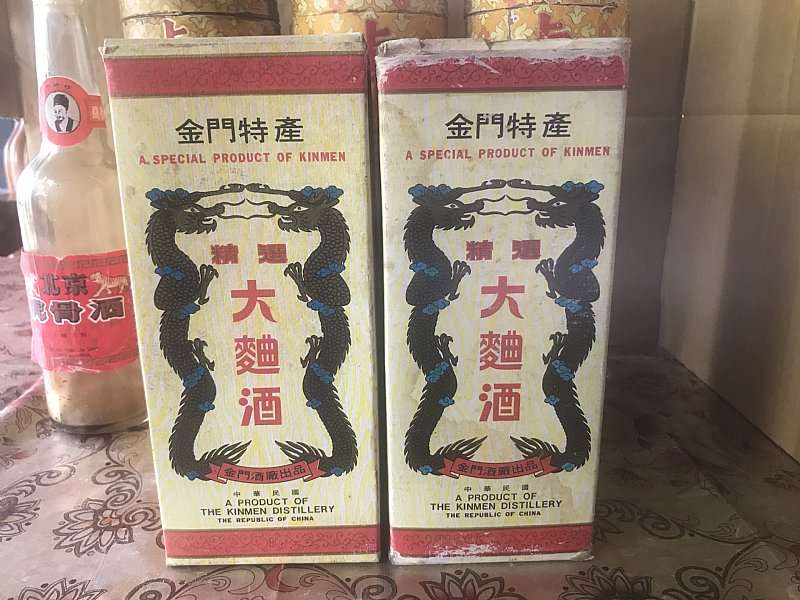 金門特產
A SPECIAL PRODUCT OF KINMEN
精選
大麯酒
金門酒廠出品
中華民國
A PRODUCT OF
THE KINMEN DISTILLERY
THE REPUBLIC OF CHINA
金門特產
A SPECIAL PRODUCT OF KINMEN
精選
大麯酒
金門酒廠出品
中華民國
A PRODUCT OF
THE KINMEN DISTILLERY
THE REPUBLIC OF CHINA
北京
虎骨酒